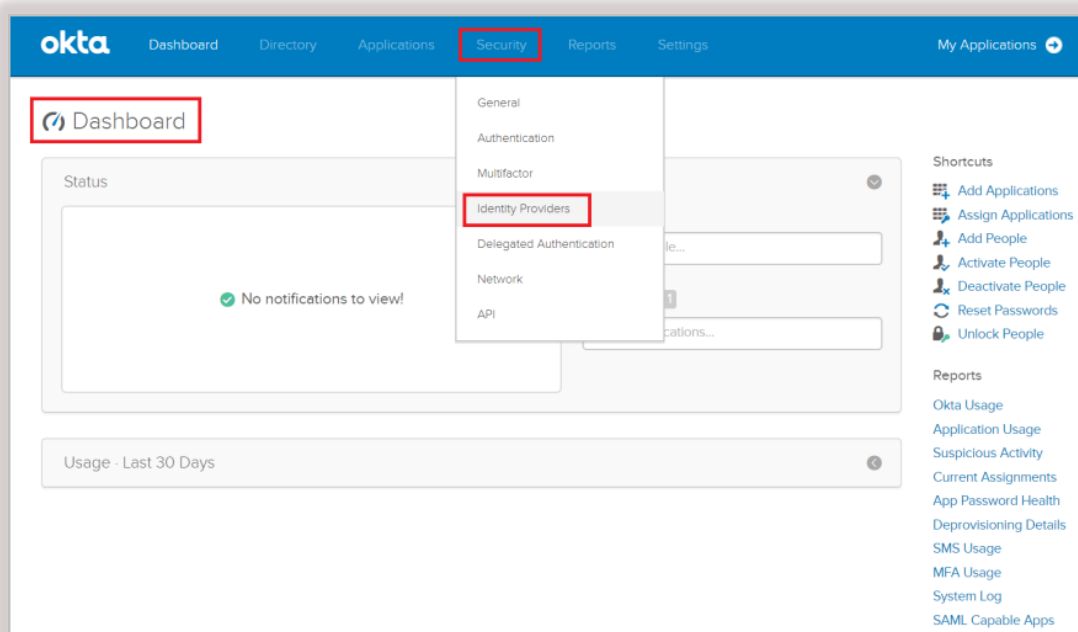 okta Dashboard Directory Applications Security Reports Settings My Applications
Dashboard
General
Authentication
Multifactor
Identity Providers
Delegated Authentication
Network
API
Status
No notifications to view!
le...
1
cations...
Usage · Last 30 Days
Shortcuts
Add Applications
Assign Applications
Add People
Activate People
Deactivate People
Reset Passwords
Unlock People
Reports
Okta Usage
Application Usage
Suspicious Activity
Current Assignments
App Password Health
Deprovisioning Details
SMS Usage
MFA Usage
System Log
SAML Capable Apps